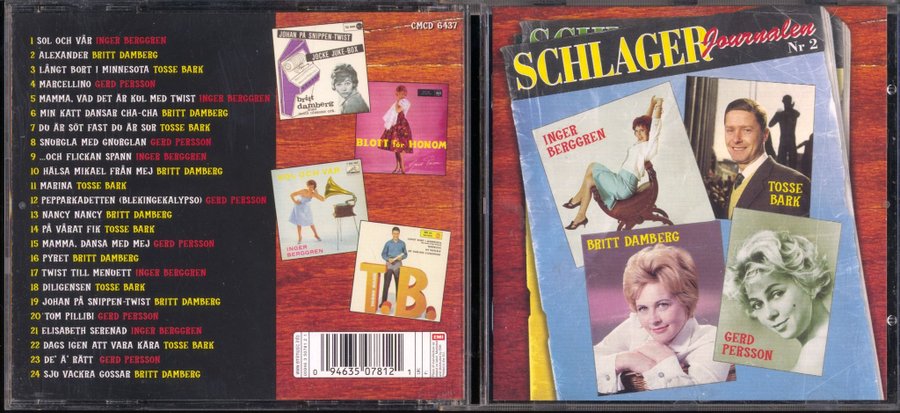 1 SOL OCH VÅR INGER BERGGREN
2 ALEXANDER BRITT DAMBERG
3 LÅNGT BORT I MINNESOTA TOSSE BARK
4 MARCELLINO GERD PERSSON
5 MAMMA, VAD DET ÄR KUL MED TWIST INGER BERGGREN
6 MIN KATT DANSAR CHA-CHA BRITT DAMBERG
7 DU ÄR SÖT FAST DU ÄR SUR TOSSE BARK
8 SNORGLA MED GNORGLAN GERD PERSSON
9 ...OCH FLICKAN SPANN INGER BERGGREN
10 HÄLSA MIKAEL FRÅN MEJ BRITT DAMBERG
11 MARINA TOSSE BARK
12 PEPPARKADETTEN (BLEKINGEKALYPSO) GERD PERSSON
13 NANCY NANCY BRITT DAMBERG
14 PÅ VÅRAT FIK TOSSE BARK
15 MAMMA, DANSA MED MEJ GERD PERSSON
16 PYRET BRITT DAMBERG
17 TWIST TILL MENUETT INGER BERGGREN
18 DILIGENSEN TOSSE BARK
19 JOHAN PÅ SNIPPEN-TWIST BRITT DAMBERG
20 TOM PILLIBI GERD PERSSON
21 ELISABETH SERENAD INGER BERGGREN
22 DAGS IGEN ATT VARA KÄRA TOSSE BARK
23 DE' Ä' RÄTT GERD PERSSON
24 SJU VACKRA GOSSAR BRITT DAMBERG
CMCD 6437
JOHAN PÅ SNIPPEN-TWIST
JOCKE JUKE-BOX
britt
damberg
BLOTT för HONOM
SOL OCH VÅR
INGER
BERGGREN
T.B.
EMI
0 94635 07812 1
SCHLAGER Journalen
Nr 2
INGER
BERGGREN
TOSSE
BARK
BRITT DAMBERG
GERD
PERSSON